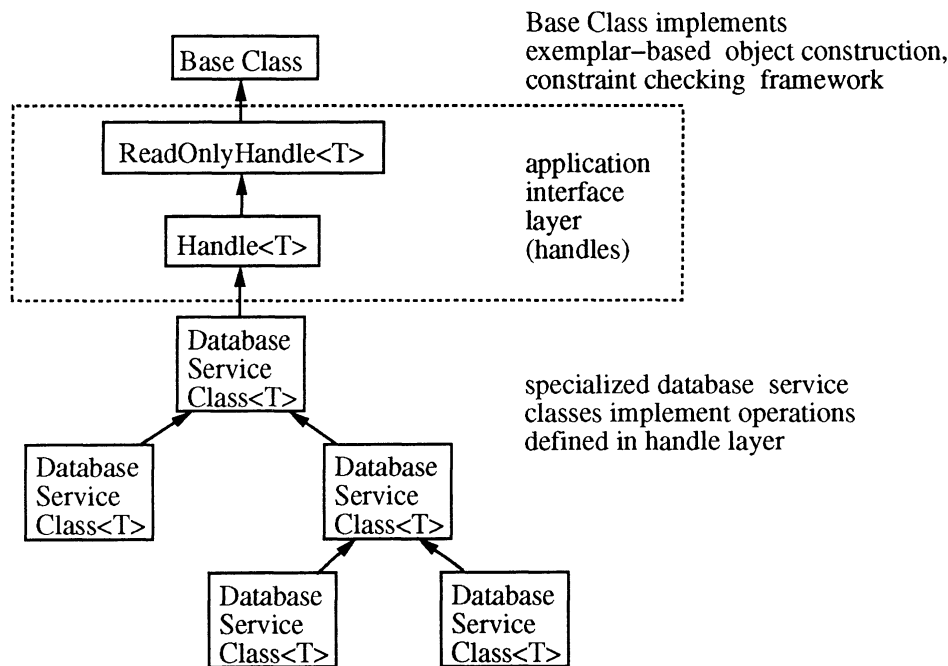 Base Class implements
exemplar-based object construction,
constraint checking framework
Base Class
ReadOnlyHandle<T>
application
interface
layer
(handles)
Handle<T>
Database
Service
Class<T>
specialized database service
classes implement operations
defined in handle layer
Database
Service
Class<T>
Database
Service
Class<T>
Database
Service
Class<T>
Database
Service
Class<T>